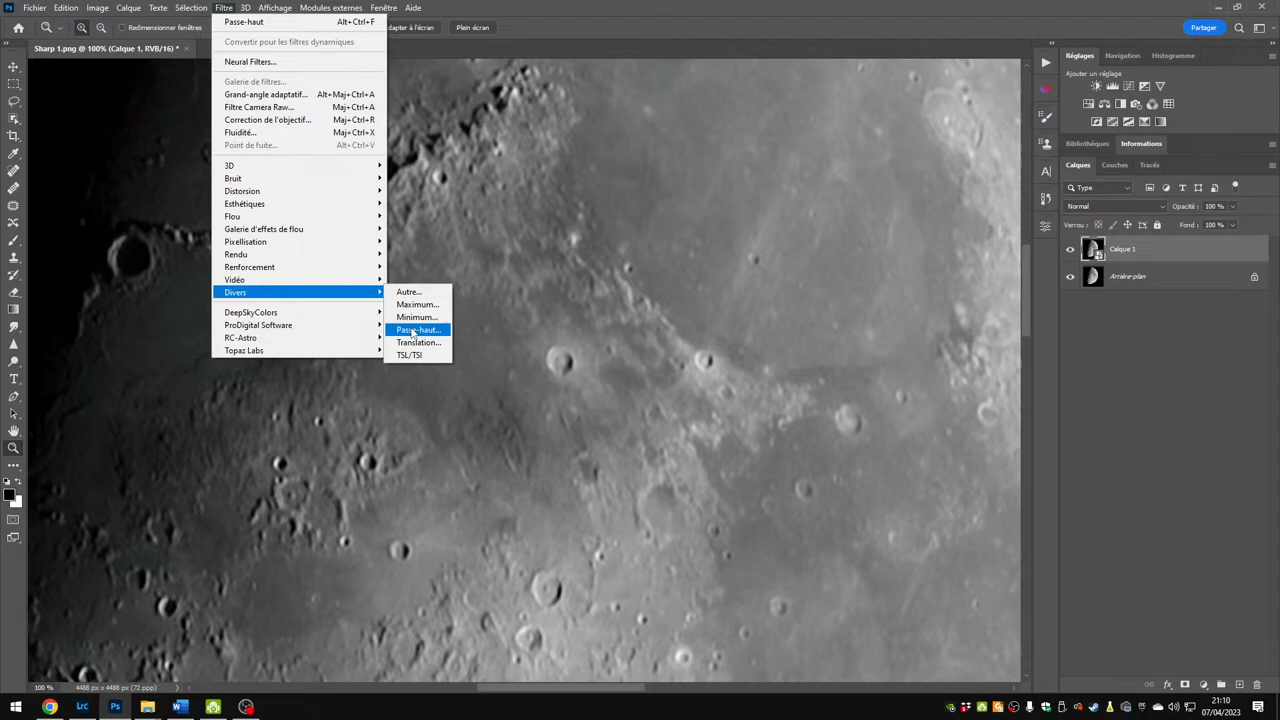 Fichier Edition Image Calque Texte Sélection Filtre 3D Affichage Modules externes Fenêtre Aide
Redimensionner fenêtres
apter à l'écran Plein écran Partager
Sharp 1.png @ 100% (Calque 1, RVB/16) *
Passe-haut Alt+Ctrl+F
Convertir pour les filtres dynamiques
Neural Filters...
Galerie de filtres...
Grand-angle adaptatif... Alt+Maj+Ctrl+A
Filtre Camera Raw... Maj+Ctrl+A
Correction de l'objectif... Maj+Ctrl+R
Fluidité... Maj+Ctrl+X
Point de fuite... Alt+Ctrl+V
3D
Bruit
Distorsion
Esthétiques
Flou
Galerie d'effets de flou
Pixellisation
Rendu
Renforcement
Vidéo
Divers
DeepSkyColors
ProDigital Software
RC-Astro
Topaz Labs
Autre...
Maximum...
Minimum...
Passe-haut...
Translation...
TSL/TSI
Réglages Navigation Histogramme
Ajouter un réglage
Bibliothèques Informations
Calques Couches Tracés
Type
Normal Opacité : 100 %
Verrou : Fond : 100 %
Calque 1
Arrière-plan
100 % 4488 px x 4488 px (72 ppp)
Lrc Ps
21:10
07/04/2023